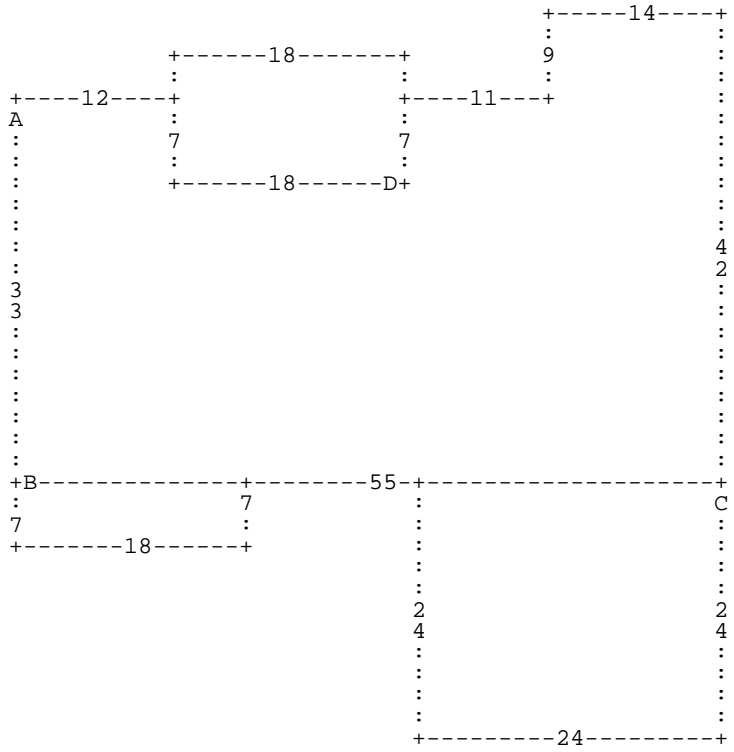 +-----14----+
           +------18-------+         :           :
           :               :         9           :
+----12----+               :         :           :
A          :               +----11---+           :
:          7               7                     :
:          :               :                     :
:          +------18------D+                     :
:                                                :
:                                                4
:                                                2
3                                                :
3                                                :
:                                                :
:                                                :
+B--------------+--------55-+--------------------+
:               7           :                    C
7               :           :                    :
+-------18------+           :                    :
                            2                    2
                            4                    4
                            :                    :
                            +---------24---------+